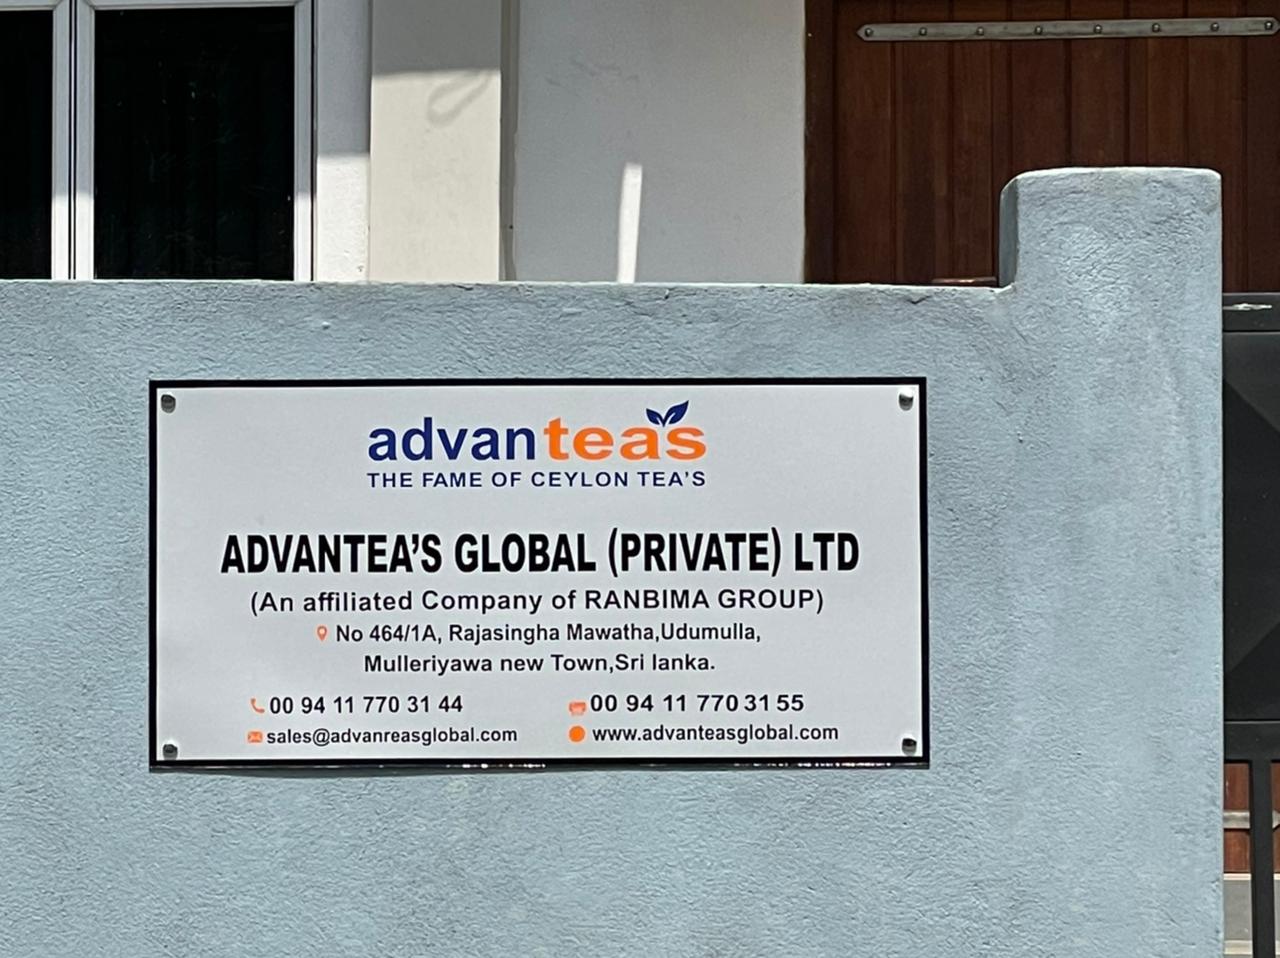 advantea's
THE FAME OF CEYLON TEA'S
ADVANTEA'S GLOBAL (PRIVATE) LTD
(An affiliated Company of RANBIMA GROUP)
No 464/1A, Rajasingha Mawatha,Udumulla,
Mulleriyawa new Town,Sri lanka.
00 94 11 770 31 44 00 94 11 770 31 55
sales@advanreasglobal.com www.advanteasglobal.com